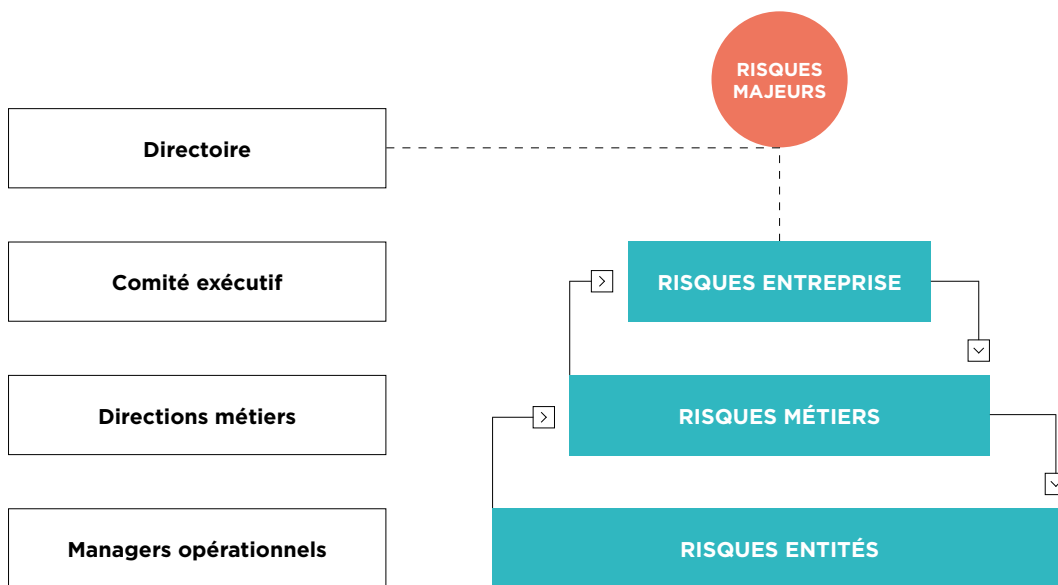 RISQUES
MAJEURS
Directoire
Comité exécutif
RISQUES ENTREPRISE
Directions métiers
RISQUES MÉTIERS
Managers opérationnels
RISQUES ENTITÉS